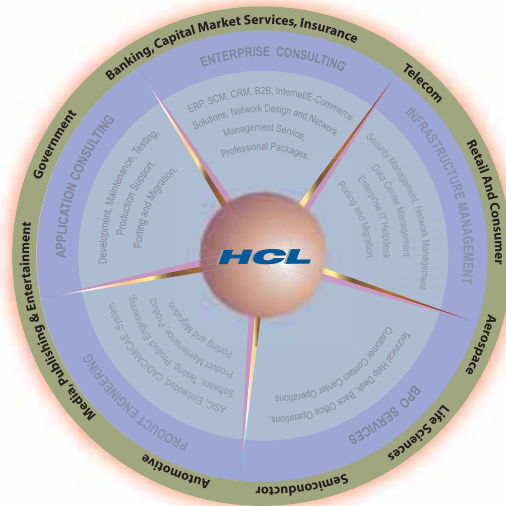 Banking, Capital Market Services, Insurance
Telecom
Retail And Consumer
Aerospace
Life Sciences
Semiconductor
Automotive
Media, Publishing & Entertainment
Government
ENTERPRISE CONSULTING
ERP, SCM, CRM, B2B, Internet/E-Commerce
Solutions, Network Design and Network
Management Service,
Professional Packages.
INFRASTRUCTURE MANAGEMENT
Security Management, Network Management
Data Center Management
Enterprise IT Helpdesk
Porting and Migration.
BPO SERVICES
Technical Help Desk, Back Office Operations,
Customer Contact Center Operations
PRODUCT ENGINEERING
ASIC, Embedded CAD/CAM/CAE, System
Software, Testing, Product Engineering,
Product Maintenance, Product
Porting and Migration
APPLICATION CONSULTING
Development, Maintenance, Testing,
Production Support,
Porting and Migration.
HCL